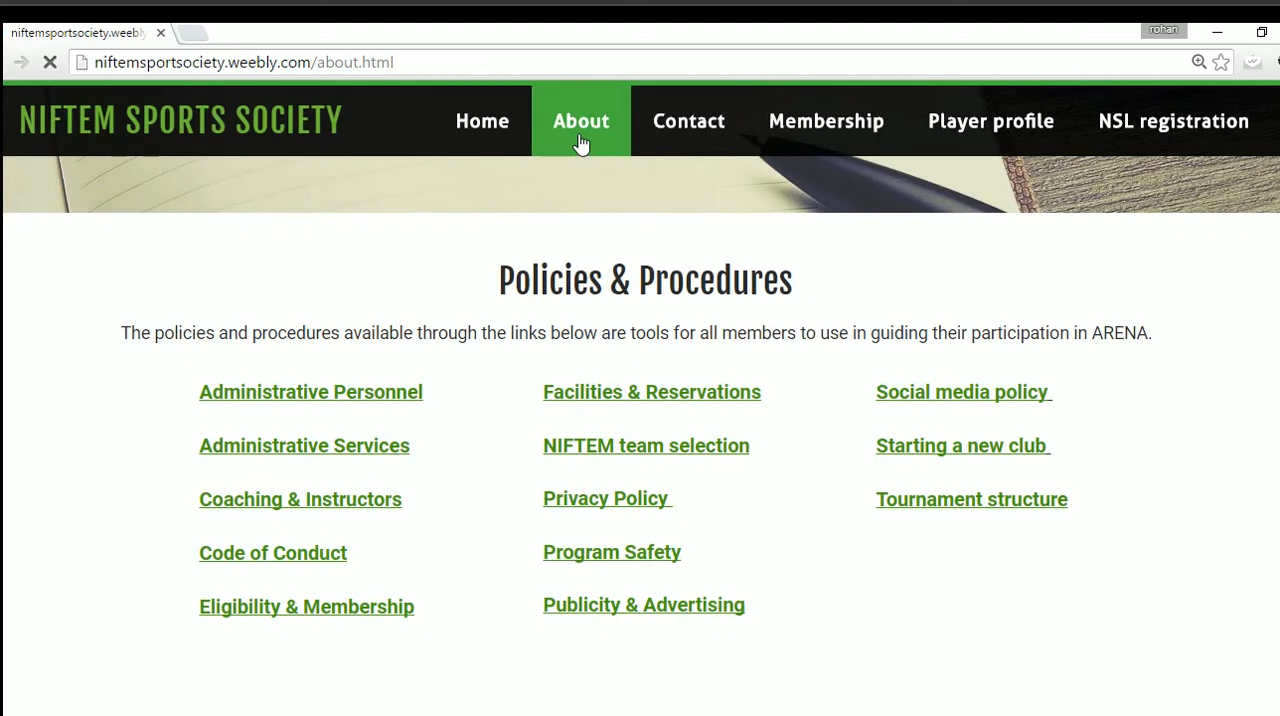 niftemsportsociety.weebly
rohan
niftemsportsociety.weebly.com/about.html
NIFTEM SPORTS SOCIETY
Home
About
Contact
Membership
Player profile
NSL registration
Policies & Procedures
The policies and procedures available through the links below are tools for all members to use in guiding their participation in ARENA.
Administrative Personnel
Administrative Services
Coaching & Instructors
Code of Conduct
Eligibility & Membership
Facilities & Reservations
NIFTEM team selection
Privacy Policy
Program Safety
Publicity & Advertising
Social media policy
Starting a new club
Tournament structure